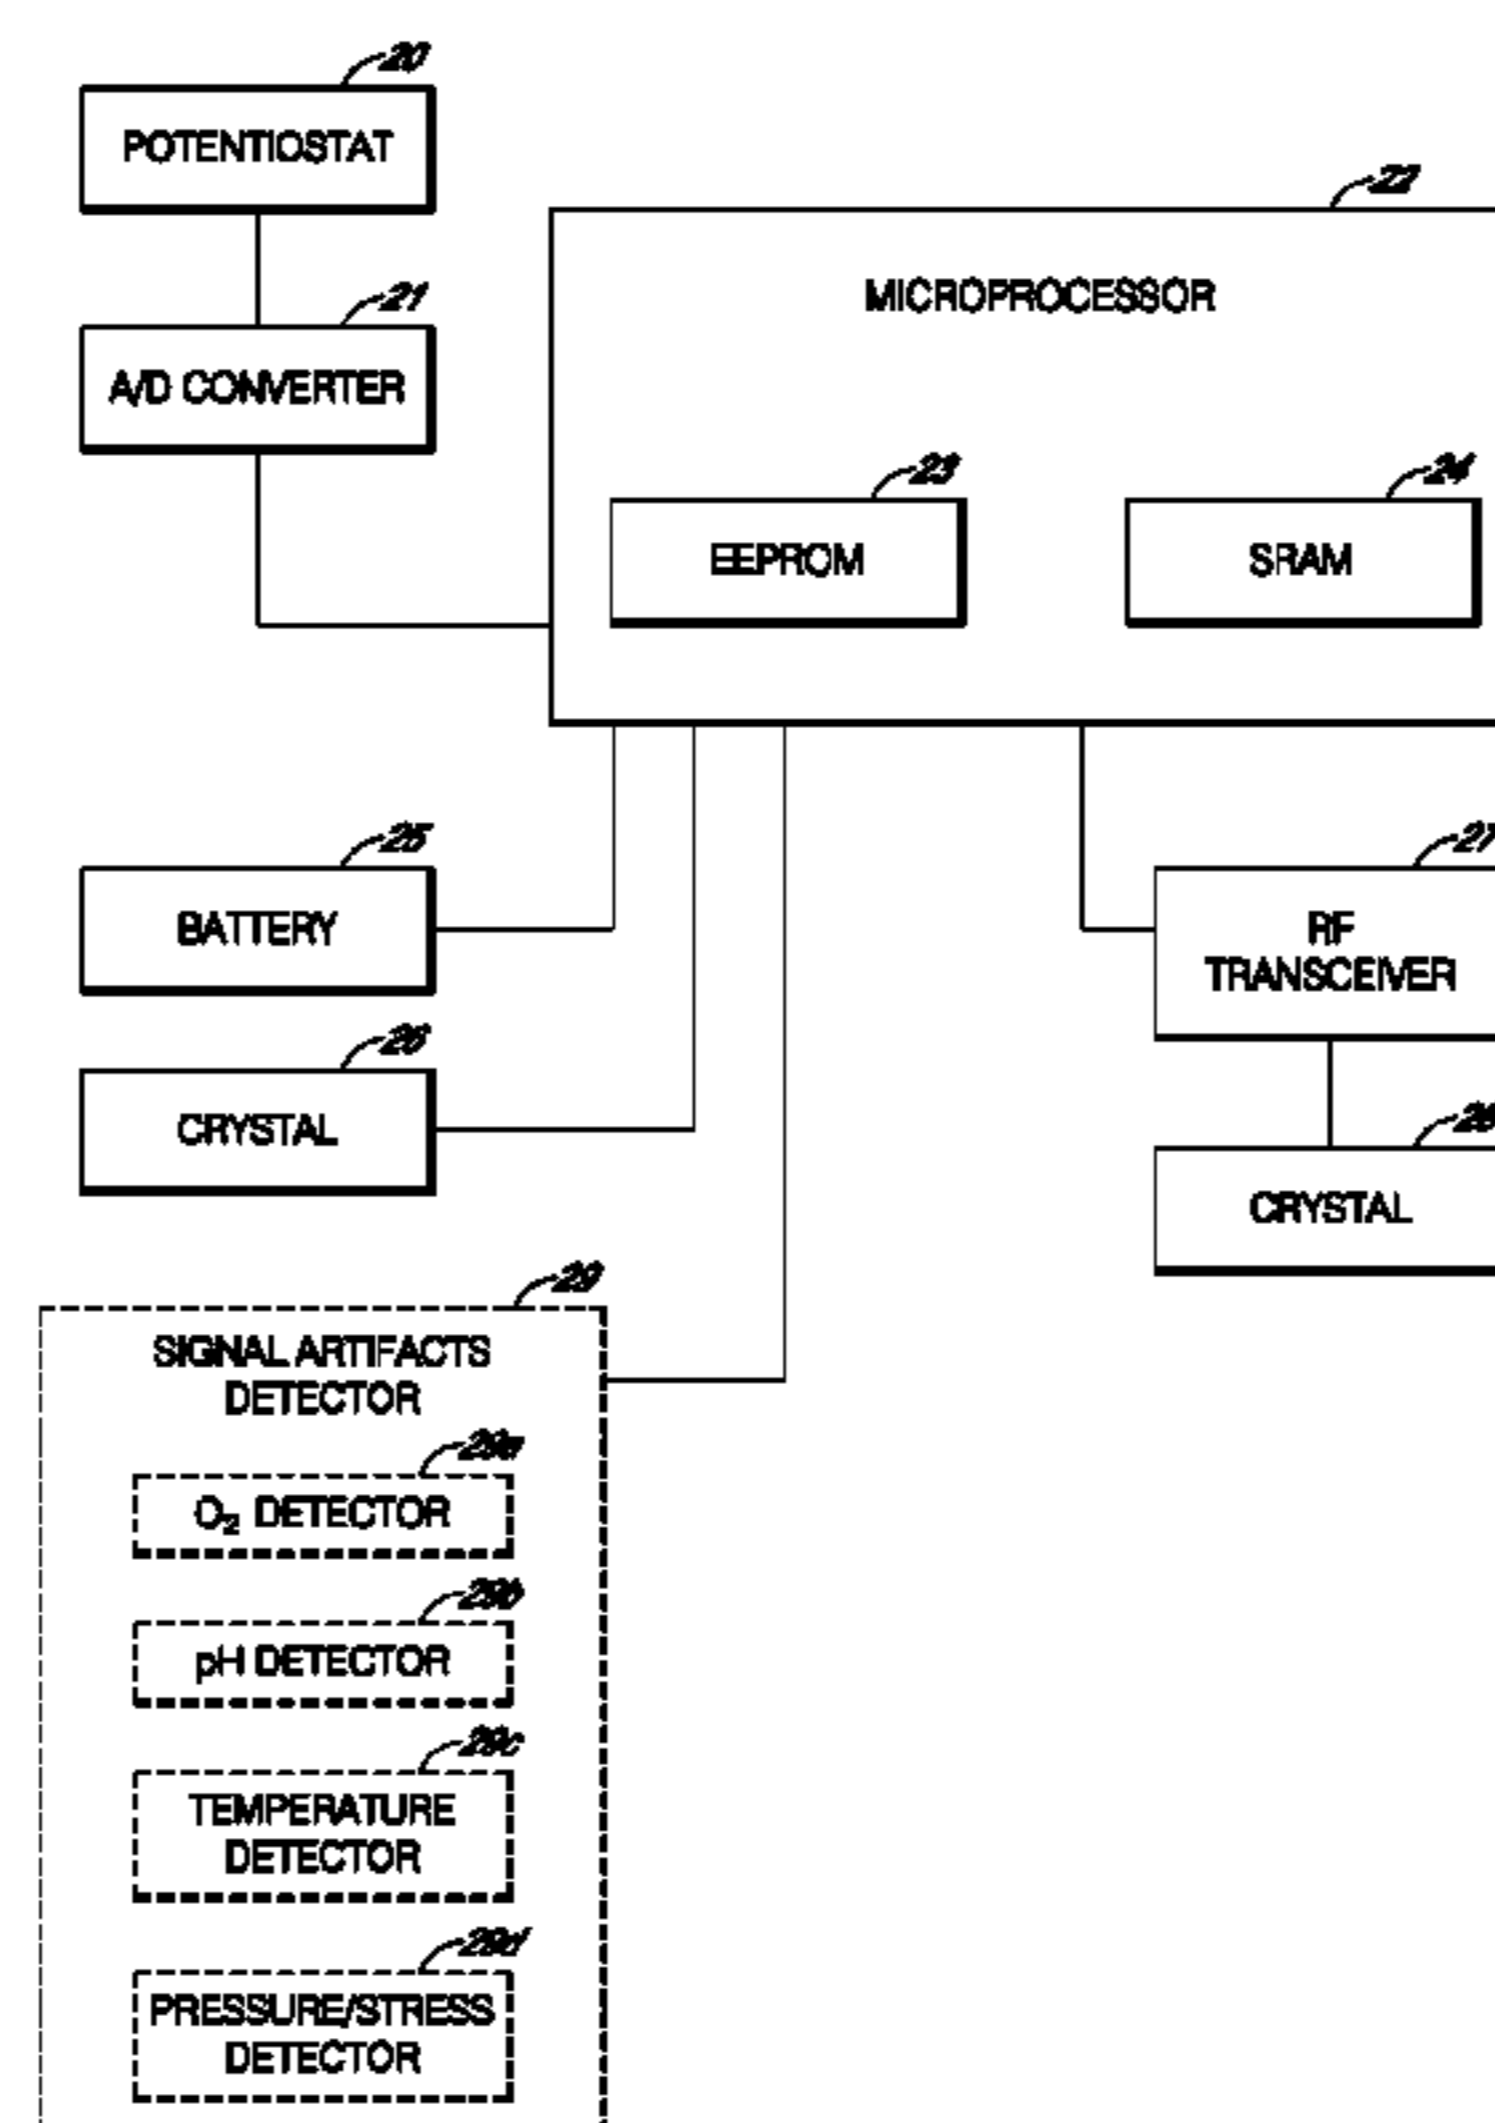 20
POTENTIOSTAT
22
MICROPROCESSOR
21
A/D CONVERTER
23
EEPROM
24
SRAM
25
BATTERY
27
RF
TRANSCEIVER
26
CRYSTAL
28
CRYSTAL
29
SIGNAL ARTIFACTS
DETECTOR
29a
O₂ DETECTOR
29b
pH DETECTOR
29c
TEMPERATURE
DETECTOR
29d
PRESSURE/STRESS
DETECTOR